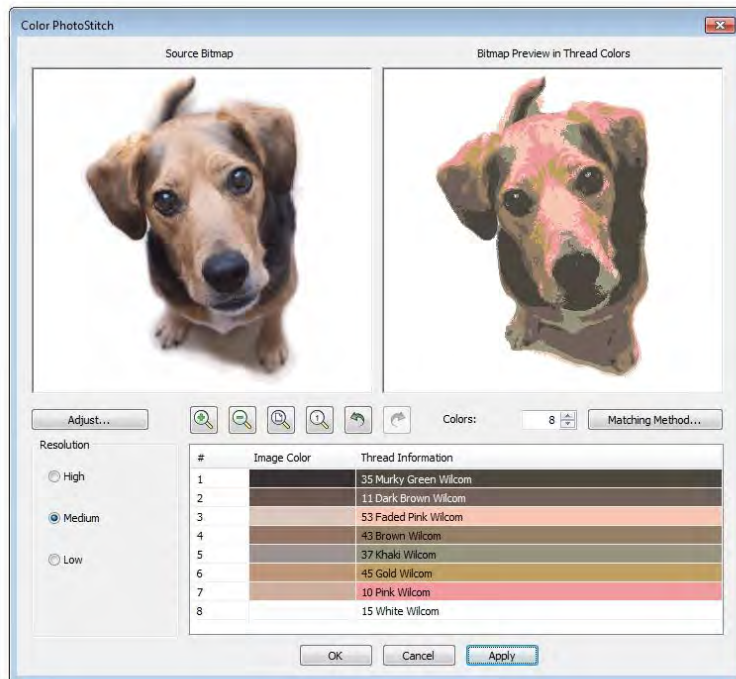 Color PhotoStitch
Source Bitmap
Bitmap Preview in Thread Colors
Adjust...
1
Colors:
8
Matching Method...
Resolution
High
Medium
Low
# Image Color Thread Information
1 35 Murky Green Wilcom
2 11 Dark Brown Wilcom
3 53 Faded Pink Wilcom
4 43 Brown Wilcom
5 37 Khaki Wilcom
6 45 Gold Wilcom
7 10 Pink Wilcom
8 15 White Wilcom
OK Cancel Apply